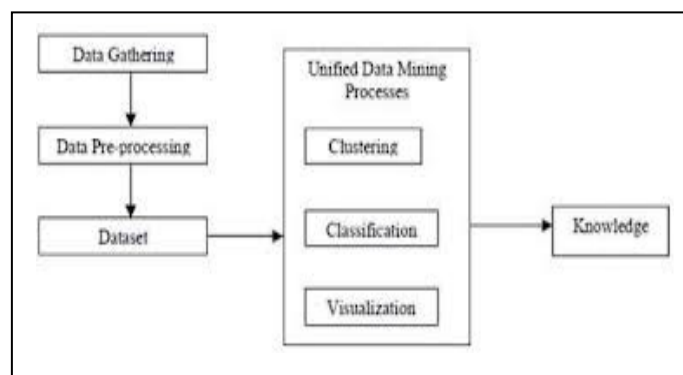 Data Gathering
Data Pre-processing
Dataset
Unified Data Mining
Processes
Clustering
Classification
Visualization
Knowledge